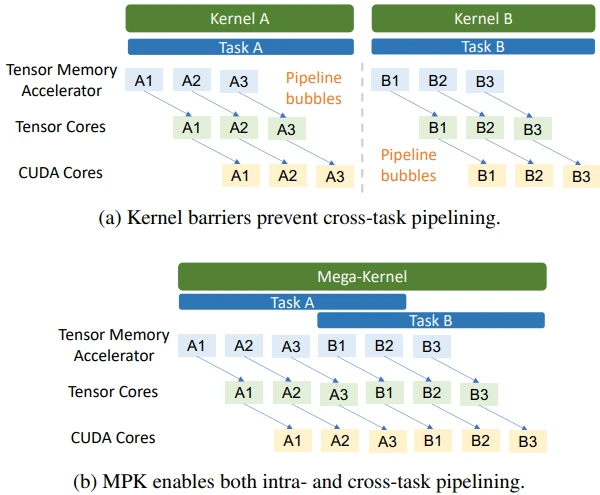 Kernel A Kernel B
Task A Task B
Tensor Memory Accelerator A1 A2 A3 Pipeline bubbles B1 B2 B3
Tensor Cores A1 A2 A3 B1 B2 B3
CUDA Cores A1 A2 A3 Pipeline bubbles B1 B2 B3
(a) Kernel barriers prevent cross-task pipelining.
Mega-Kernel
Task A
Task B
Tensor Memory Accelerator A1 A2 A3 B1 B2 B3
Tensor Cores A1 A2 A3 B1 B2 B3
CUDA Cores A1 A2 A3 B1 B2 B3
(b) MPK enables both intra- and cross-task pipelining.